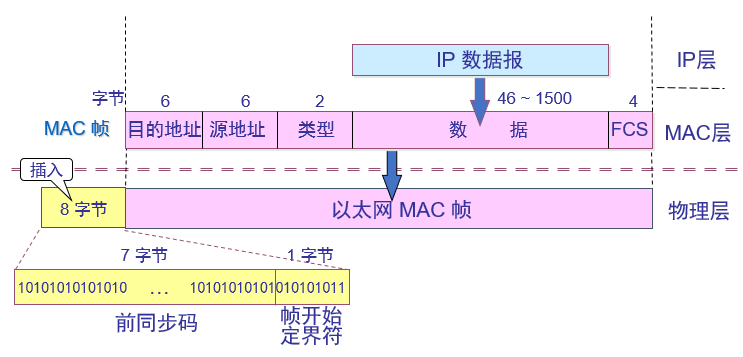 IP 数据报
IP层
字节
6
6
2
46 ~ 1500
4
MAC 帧
目的地址
源地址
类型
数 据
FCS
MAC层
插入
8 字节
以太网 MAC 帧
物理层
7 字节
1 字节
10101010101010 … 10101010101010101011
前同步码
帧开始
定界符